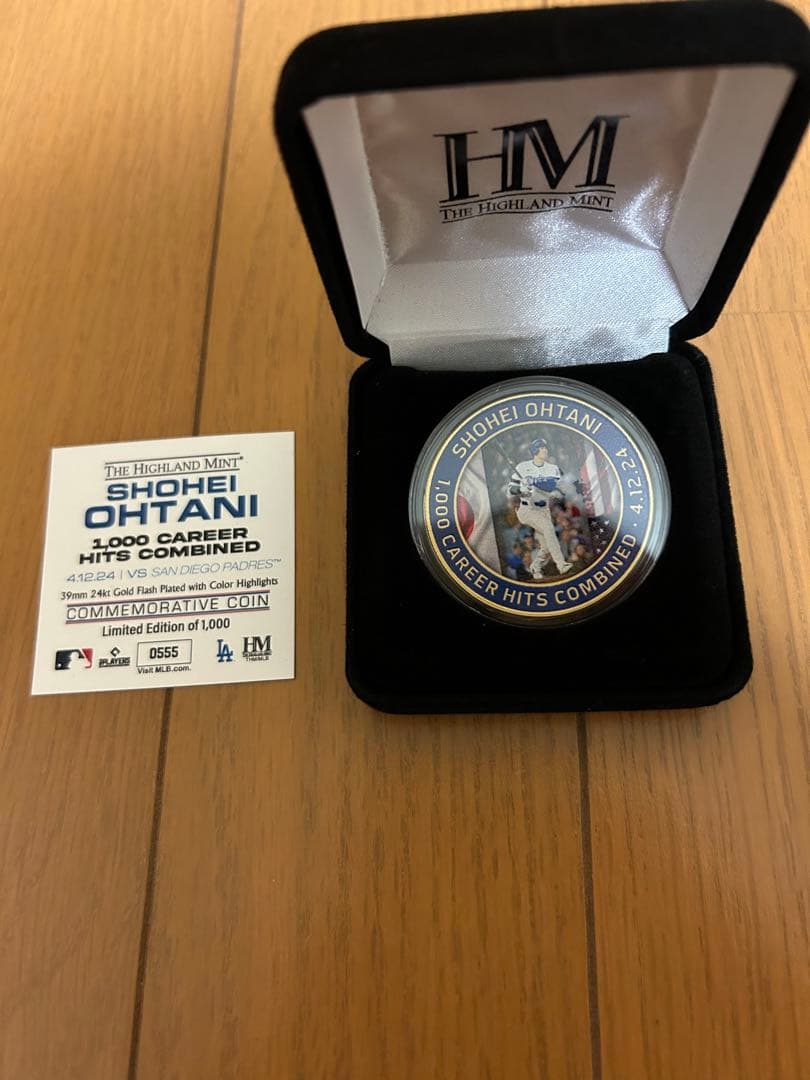 HM
THE HIGHLAND MINT
SHOHEI OHTANI
1,000 CAREER HITS COMBINED · 4.12.24
THE HIGHLAND MINT®
SHOHEI
OHTANI
1,000 CAREER
HITS COMBINED
4.12.24 | VS SAN DIEGO PADRES™
39mm 24kt Gold Flash Plated with Color Highlights
COMMEMORATIVE COIN
Limited Edition of 1,000
PLAYERS
0555
LA
HM
Visit MLB.com.